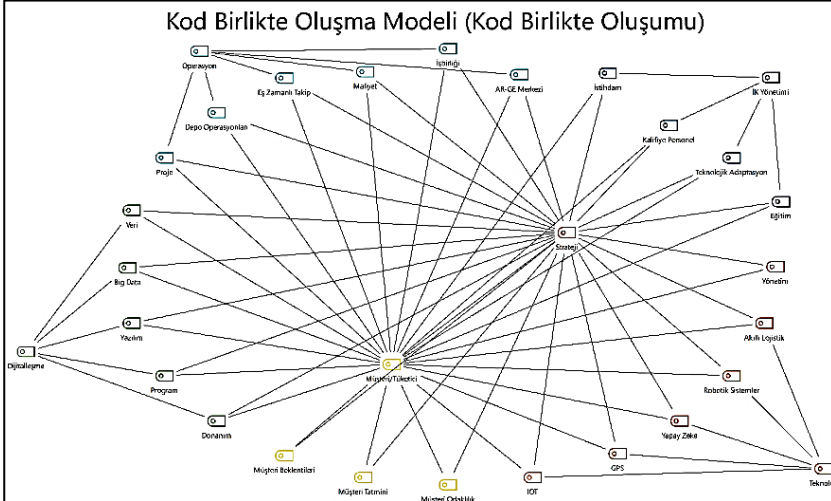 Kod Birlikte Oluşma Modeli (Kod Birlikte Oluşumu)
Operasyon
İşbirliği
Eş Zamanlı Takip
Maliyet
AR-GE Merkezi
İstihdam
İK Yönetimi
Depo Operasyonları
Kalifiye Personel
Proje
Teknolojik Adaptasyon
Veri
Eğitim
Strateji
Big Data
Yönetim
Yazılım
Akıllı Lojistik
Dijitalleşme
Müşteri/Tüketici
Program
Robotik Sistemler
Donanım
Yapay Zeka
Müşteri Beklentileri
GPS
Müşteri Tatmini
Müşteri Odaklılık
IOT
Teknolo